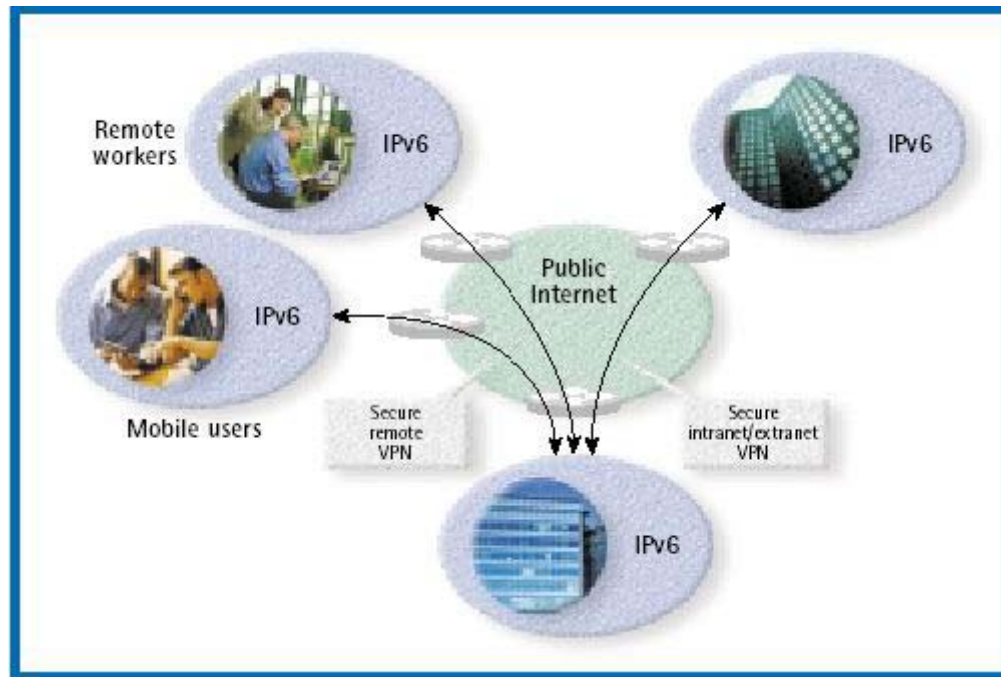 Remote
workers
IPv6
IPv6
Public
Internet
IPv6
Mobile users
Secure
remote
VPN
Secure
intranet/extranet
VPN
IPv6